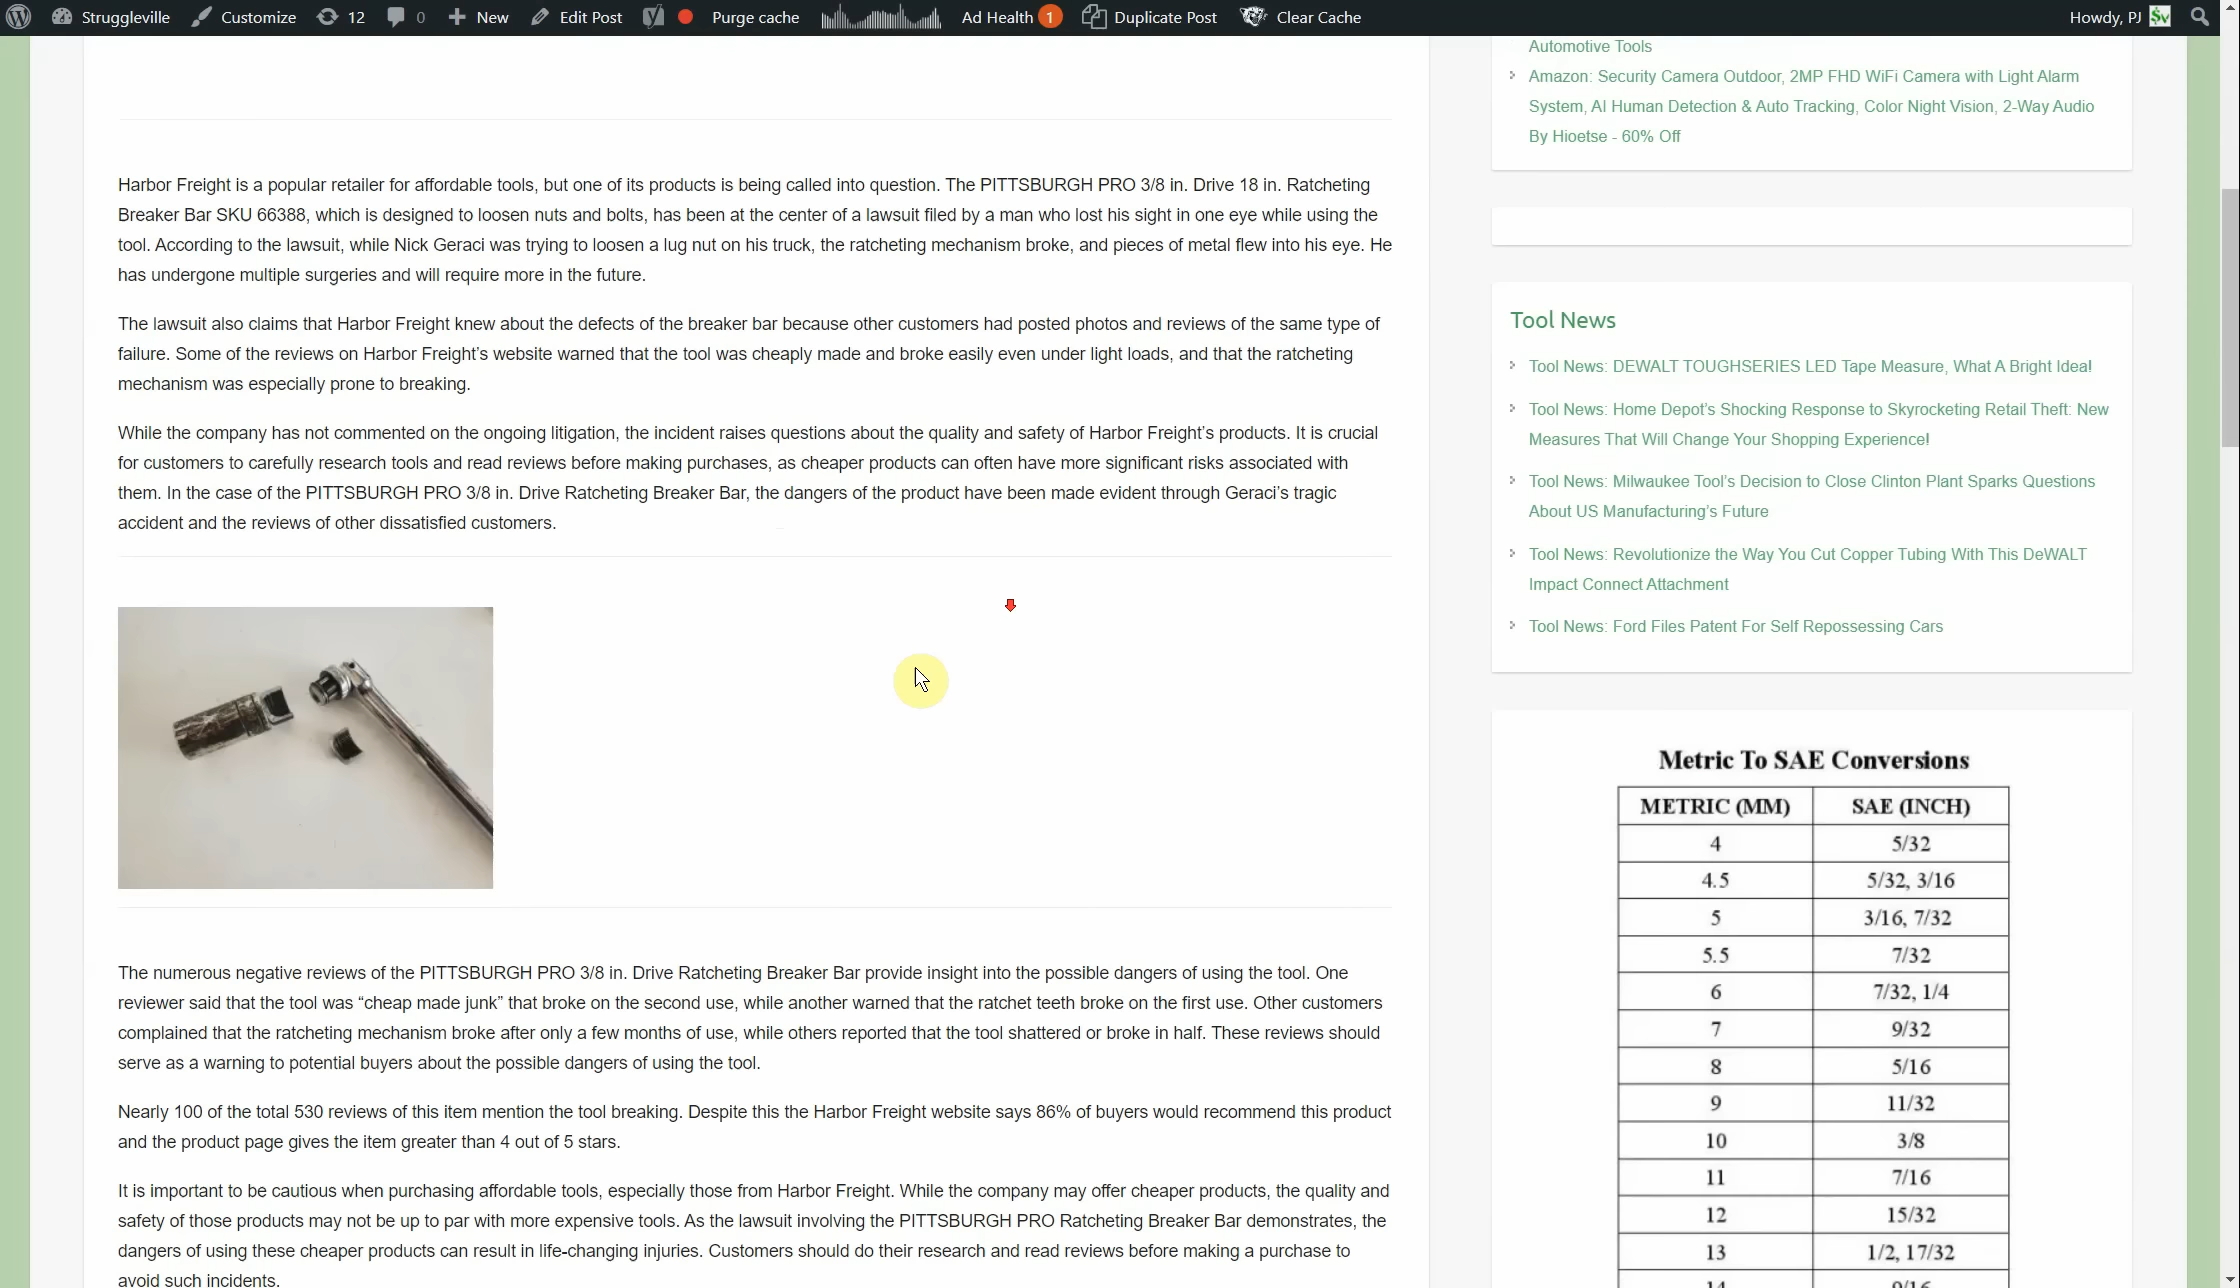 Struggleville Customize 12 0 New Edit Post Purge cache Ad Health 1 Duplicate Post Clear Cache Howdy, PJ
Harbor Freight is a popular retailer for affordable tools, but one of its products is being called into question. The PITTSBURGH PRO 3/8 in. Drive 18 in. Ratcheting
Breaker Bar SKU 66388, which is designed to loosen nuts and bolts, has been at the center of a lawsuit filed by a man who lost his sight in one eye while using the
tool. According to the lawsuit, while Nick Geraci was trying to loosen a lug nut on his truck, the ratcheting mechanism broke, and pieces of metal flew into his eye. He
has undergone multiple surgeries and will require more in the future.
The lawsuit also claims that Harbor Freight knew about the defects of the breaker bar because other customers had posted photos and reviews of the same type of
failure. Some of the reviews on Harbor Freight's website warned that the tool was cheaply made and broke easily even under light loads, and that the ratcheting
mechanism was especially prone to breaking.
While the company has not commented on the ongoing litigation, the incident raises questions about the quality and safety of Harbor Freight's products. It is crucial
for customers to carefully research tools and read reviews before making purchases, as cheaper products can often have more significant risks associated with
them. In the case of the PITTSBURGH PRO 3/8 in. Drive Ratcheting Breaker Bar, the dangers of the product have been made evident through Geraci's tragic
accident and the reviews of other dissatisfied customers.
The numerous negative reviews of the PITTSBURGH PRO 3/8 in. Drive Ratcheting Breaker Bar provide insight into the possible dangers of using the tool. One
reviewer said that the tool was “cheap made junk” that broke on the second use, while another warned that the ratchet teeth broke on the first use. Other customers
complained that the ratcheting mechanism broke after only a few months of use, while others reported that the tool shattered or broke in half. These reviews should
serve as a warning to potential buyers about the possible dangers of using the tool.
Nearly 100 of the total 530 reviews of this item mention the tool breaking. Despite this the Harbor Freight website says 86% of buyers would recommend this product
and the product page gives the item greater than 4 out of 5 stars.
It is important to be cautious when purchasing affordable tools, especially those from Harbor Freight. While the company may offer cheaper products, the quality and
safety of those products may not be up to par with more expensive tools. As the lawsuit involving the PITTSBURGH PRO Ratcheting Breaker Bar demonstrates, the
dangers of using these cheaper products can result in life-changing injuries. Customers should do their research and read reviews before making a purchase to
avoid such incidents.
Automotive Tools
Amazon: Security Camera Outdoor, 2MP FHD WiFi Camera with Light Alarm
System, AI Human Detection & Auto Tracking, Color Night Vision, 2-Way Audio
By Hioetse - 60% Off
Tool News
Tool News: DEWALT TOUGHSERIES LED Tape Measure, What A Bright Idea!
Tool News: Home Depot's Shocking Response to Skyrocketing Retail Theft: New
Measures That Will Change Your Shopping Experience!
Tool News: Milwaukee Tool's Decision to Close Clinton Plant Sparks Questions
About US Manufacturing's Future
Tool News: Revolutionize the Way You Cut Copper Tubing With This DeWALT
Impact Connect Attachment
Tool News: Ford Files Patent For Self Repossessing Cars
Metric To SAE Conversions
METRIC (MM) SAE (INCH)
4 5/32
4.5 5/32, 3/16
5 3/16, 7/32
5.5 7/32
6 7/32, 1/4
7 9/32
8 5/16
9 11/32
10 3/8
11 7/16
12 15/32
13 1/2, 17/32
14 9/16